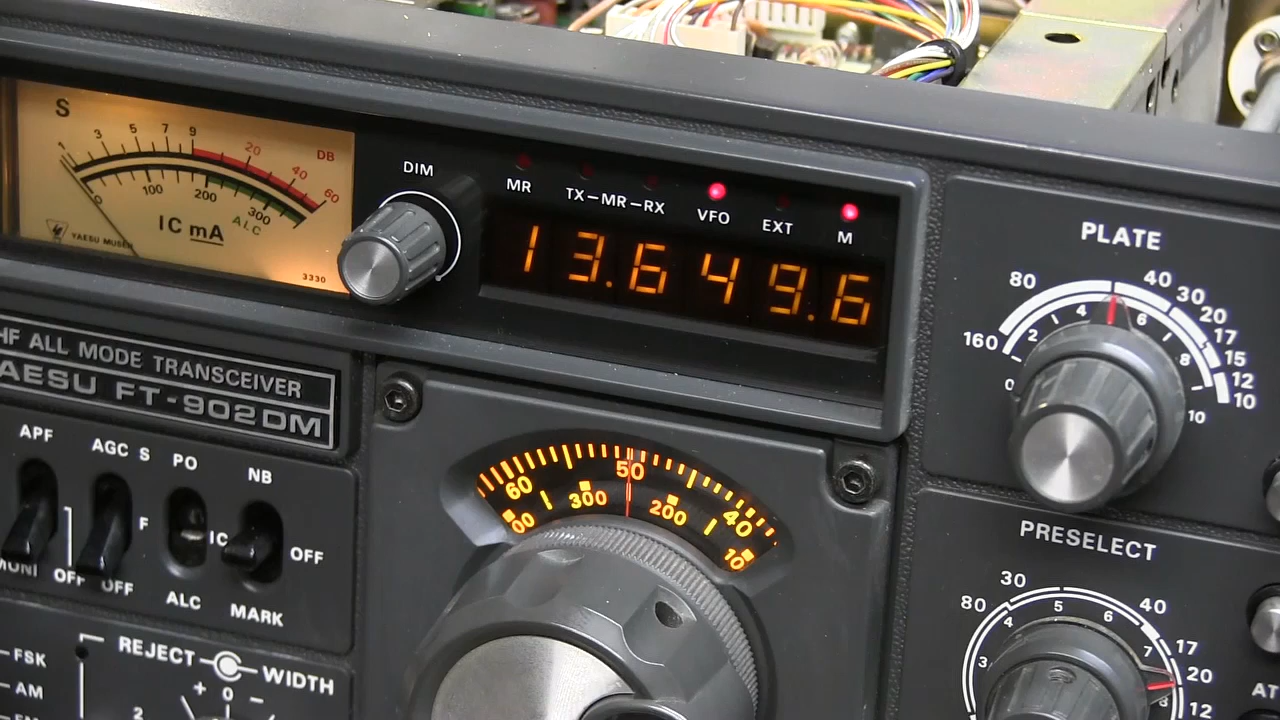 S
3 5 7 9 20 40 60 DB
1
0 100 200 300
ALC
IC mA
YAESU MUSEN
3330
DIM
MR TX–MR–RX VFO EXT M
13.649.6
HF ALL MODE TRANSCEIVER
YAESU FT-902DM
APF AGC S PO NB
F IC OFF
MONI OFF OFF ALC MARK
REJECT WIDTH
+ 0 −
2
FSK
AM
60 50 40
00 300 200 10
PLATE
160 80 40 30 20 17 15 12 10
0 2 4 6 8 10
PRESELECT
80 30 40 17 20 12
3 4 5 6 7 8
AT